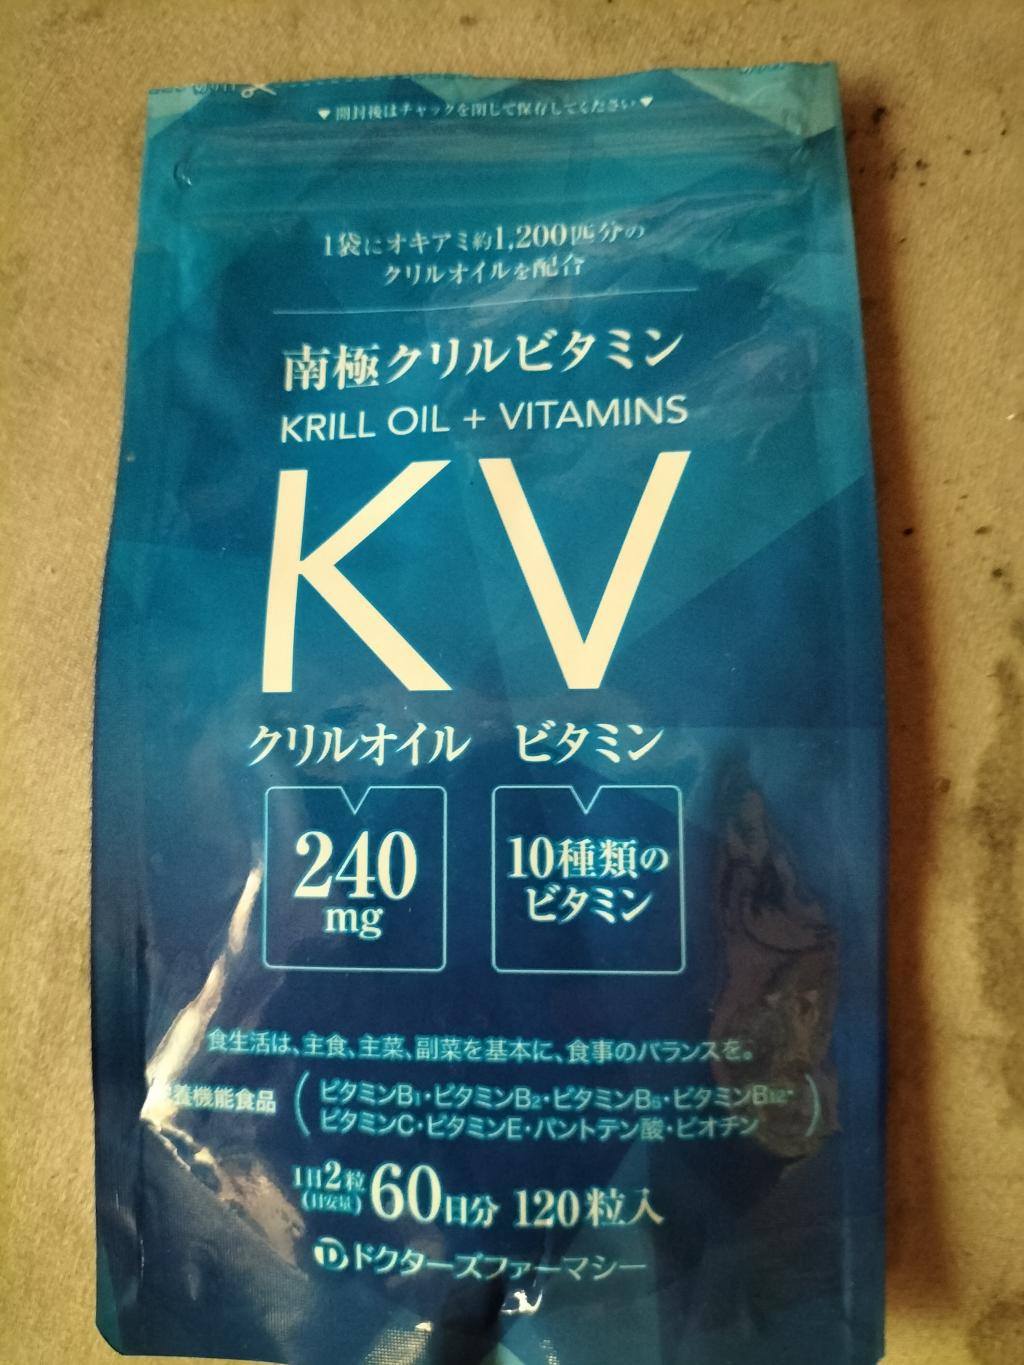 ▼開封後はチャックを閉じて保存してください▼
1袋にオキアミ約1,200匹分の
クリルオイルを配合
南極クリルビタミン
KRILL OIL + VITAMINS
KV
クリルオイル ビタミン
240
mg
10種類の
ビタミン
食生活は、主食、主菜、副菜を基本に、食事のバランスを。
養機能食品
(ビタミンB1・ビタミンB2・ビタミンB6・ビタミンB12・
ビタミンC・ビタミンE・パントテン酸・ビオチン)
1日2粒
(目安量)
60日分 120粒入
ドクターズファーマシー